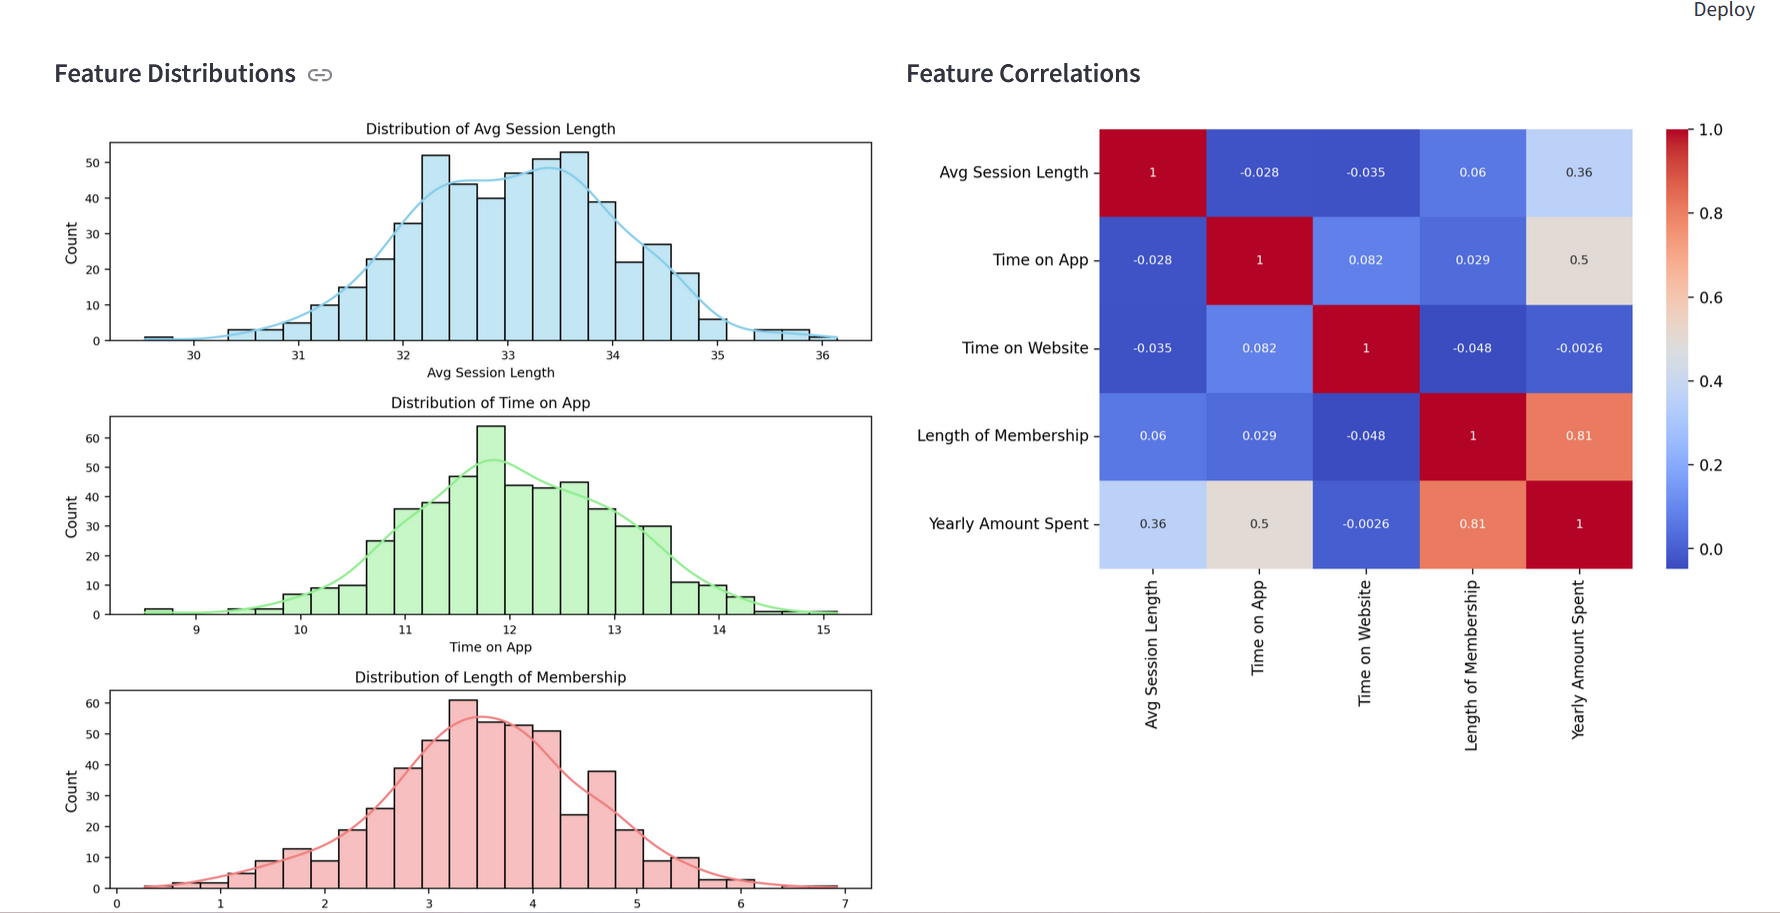 Deploy
Feature Distributions
Distribution of Avg Session Length
Count
50
40
30
20
10
0
30 31 32 33 34 35 36
Avg Session Length
Distribution of Time on App
Count
60
50
40
30
20
10
0
9 10 11 12 13 14 15
Time on App
Distribution of Length of Membership
Count
60
50
40
30
20
10
0
0 1 2 3 4 5 6 7
Feature Correlations
Avg Session Length 1 -0.028 -0.035 0.06 0.36
Time on App -0.028 1 0.082 0.029 0.5
Time on Website -0.035 0.082 1 -0.048 -0.0026
Length of Membership 0.06 0.029 -0.048 1 0.81
Yearly Amount Spent 0.36 0.5 -0.0026 0.81 1
Avg Session Length
Time on App
Time on Website
Length of Membership
Yearly Amount Spent
1.0
0.8
0.6
0.4
0.2
0.0